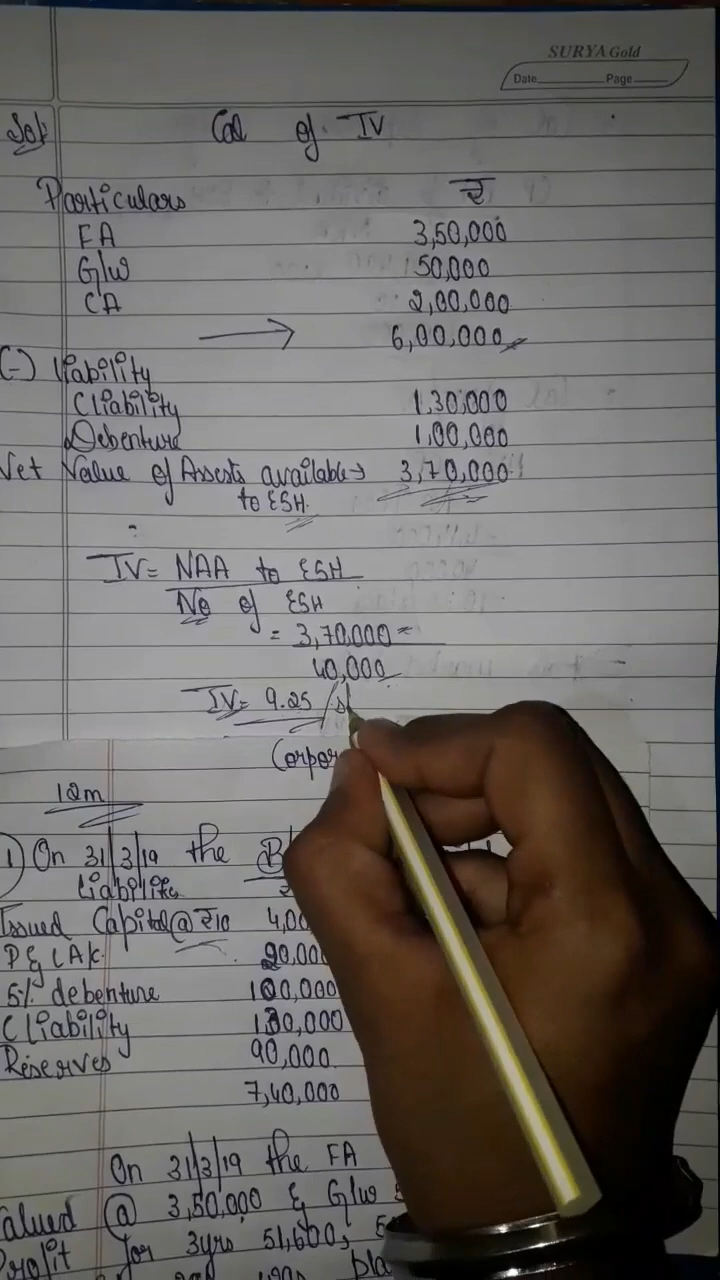 SURYA Gold
Date Page
Sol: Cal of IV
Particulars ₹
FA 3,50,000
G/w 50,000
CA 2,00,000
→ 6,00,000
(-) liability
C liability 1,30,000
Debenture 1,00,000
Net Value of Assests available→ 3,70,000
to ESH.
IV= NAA to ESH
No of ESH
= 3,70,000
40,000
IV= 9.25 /
12m
1) On 31/3/19 the
liability ₹
Issued Capital @ ₹10 4,00
P & L A/c 20,000
5% debenture 100,000
C liability 130,000
Reserves 90,000
7,40,000
On 31/3/19 the FA
valued @ 3,50,000 & G/w
Profit for 3yrs 51,600,